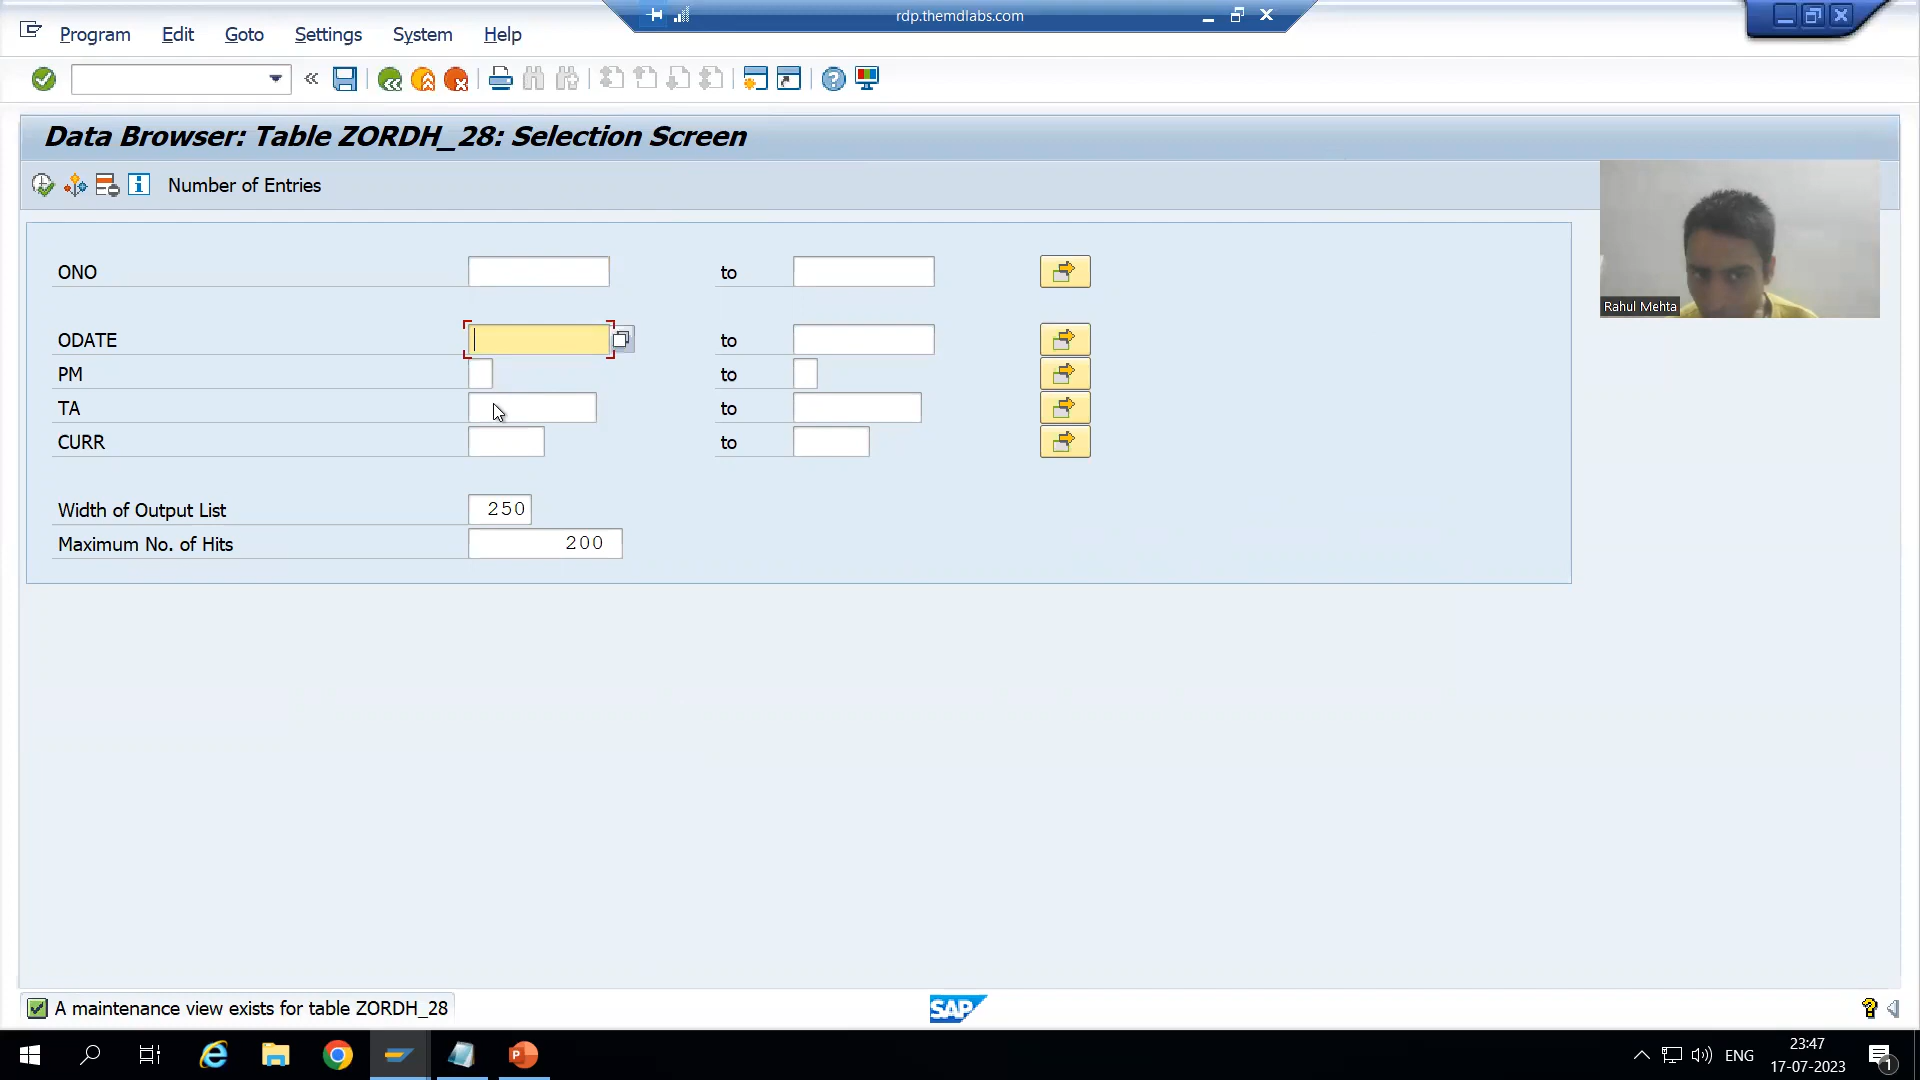 rdp.themdlabs.com
Program Edit Goto Settings System Help
Data Browser: Table ZORDH_28: Selection Screen
Number of Entries
ONO to
ODATE to
PM to
TA to
CURR to
Width of Output List 250
Maximum No. of Hits 200
Rahul Mehta
A maintenance view exists for table ZORDH_28
SAP
ENG
23:47
17-07-2023
1